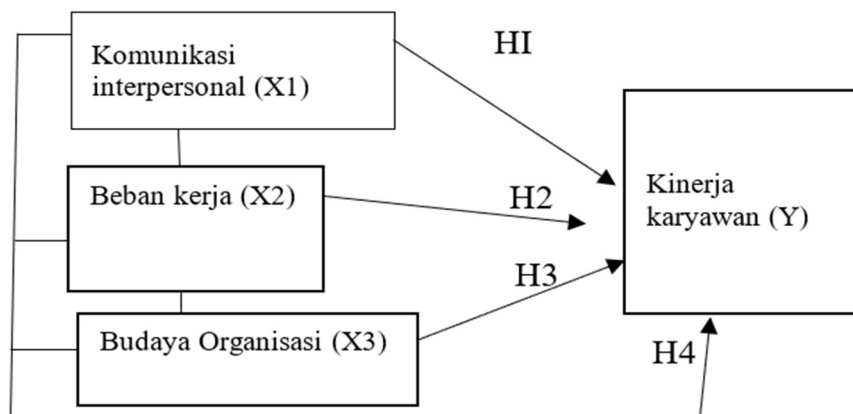 Komunikasi
interpersonal (X1)
HI
Beban kerja (X2)
H2
Kinerja
karyawan (Y)
H3
Budaya Organisasi (X3)
H4